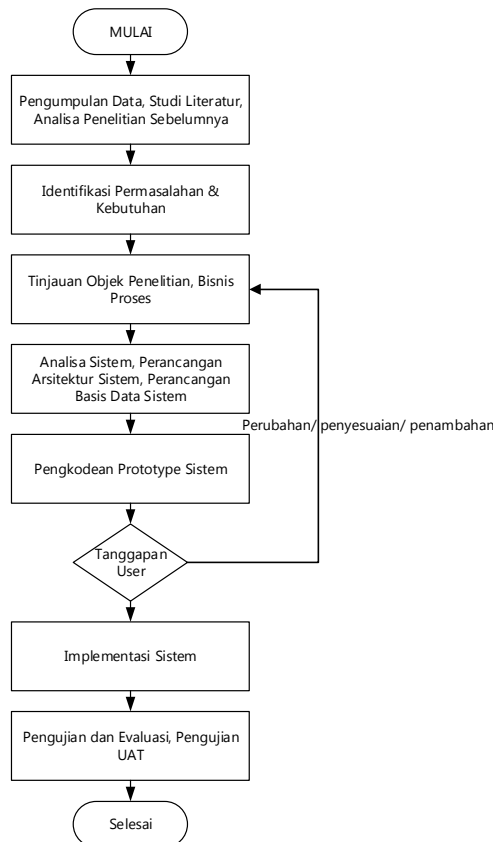 MULAI
Pengumpulan Data, Studi Literatur,
Analisa Penelitian Sebelumnya
Identifikasi Permasalahan &
Kebutuhan
Tinjauan Objek Penelitian, Bisnis
Proses
Analisa Sistem, Perancangan
Arsitektur Sistem, Perancangan
Basis Data Sistem
Perubahan/ penyesuaian/ penambahan
Pengkodean Prototype Sistem
Tanggapan
User
Implementasi Sistem
Pengujian dan Evaluasi, Pengujian
UAT
Selesai